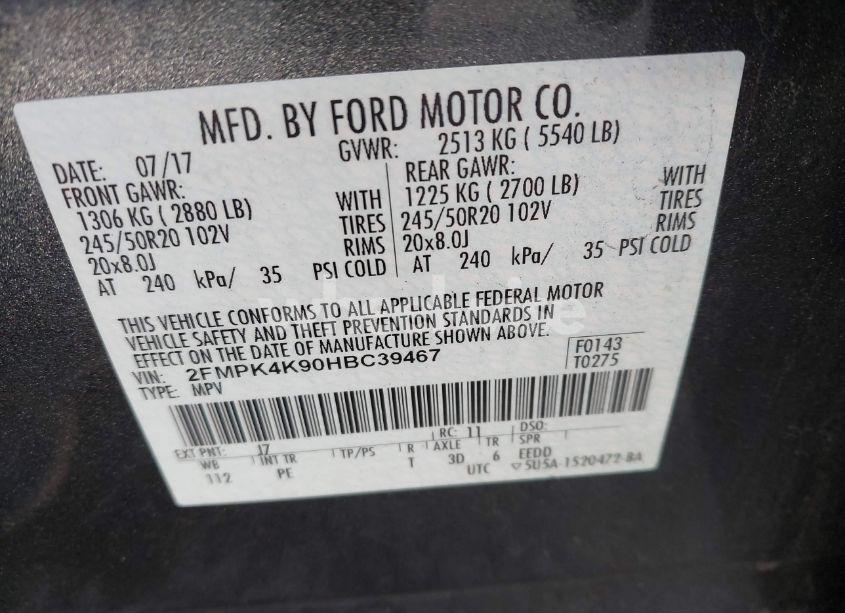 MFD. BY FORD MOTOR CO.
DATE: 07/17 GVWR: 2513 KG ( 5540 LB)
FRONT GAWR: REAR GAWR:
1306 KG ( 2880 LB) WITH 1225 KG ( 2700 LB) WITH
245/50R20 102V TIRES 245/50R20 102V TIRES
20x8.0J RIMS 20x8.0J RIMS
AT 240 kPa/ 35 PSI COLD AT 240 kPa/ 35 PSI COLD
THIS VEHICLE CONFORMS TO ALL APPLICABLE FEDERAL MOTOR
VEHICLE SAFETY AND THEFT PREVENTION STANDARDS IN
EFFECT ON THE DATE OF MANUFACTURE SHOWN ABOVE.
VIN: 2FMPK4K90HBC39467 F0143
TYPE: MPV T0275
EXT PNT: J7 RC: 11 DSO:
WB INT TR TP/PS R AXLE TR SPR
112 PE T 3D 6 EEDD
UTC 5U5A-1520472-BA